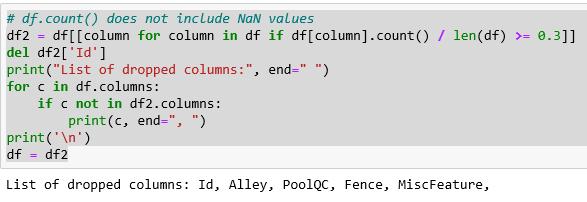 # df.count() does not include NaN values
df2 = df[[column for column in df if df[column].count() / len(df) >= 0.3]]
del df2['Id']
print("List of dropped columns:", end=" ")
for c in df.columns:
    if c not in df2.columns:
        print(c, end=", ")
print('\n')
df = df2
List of dropped columns: Id, Alley, PoolQC, Fence, MiscFeature,